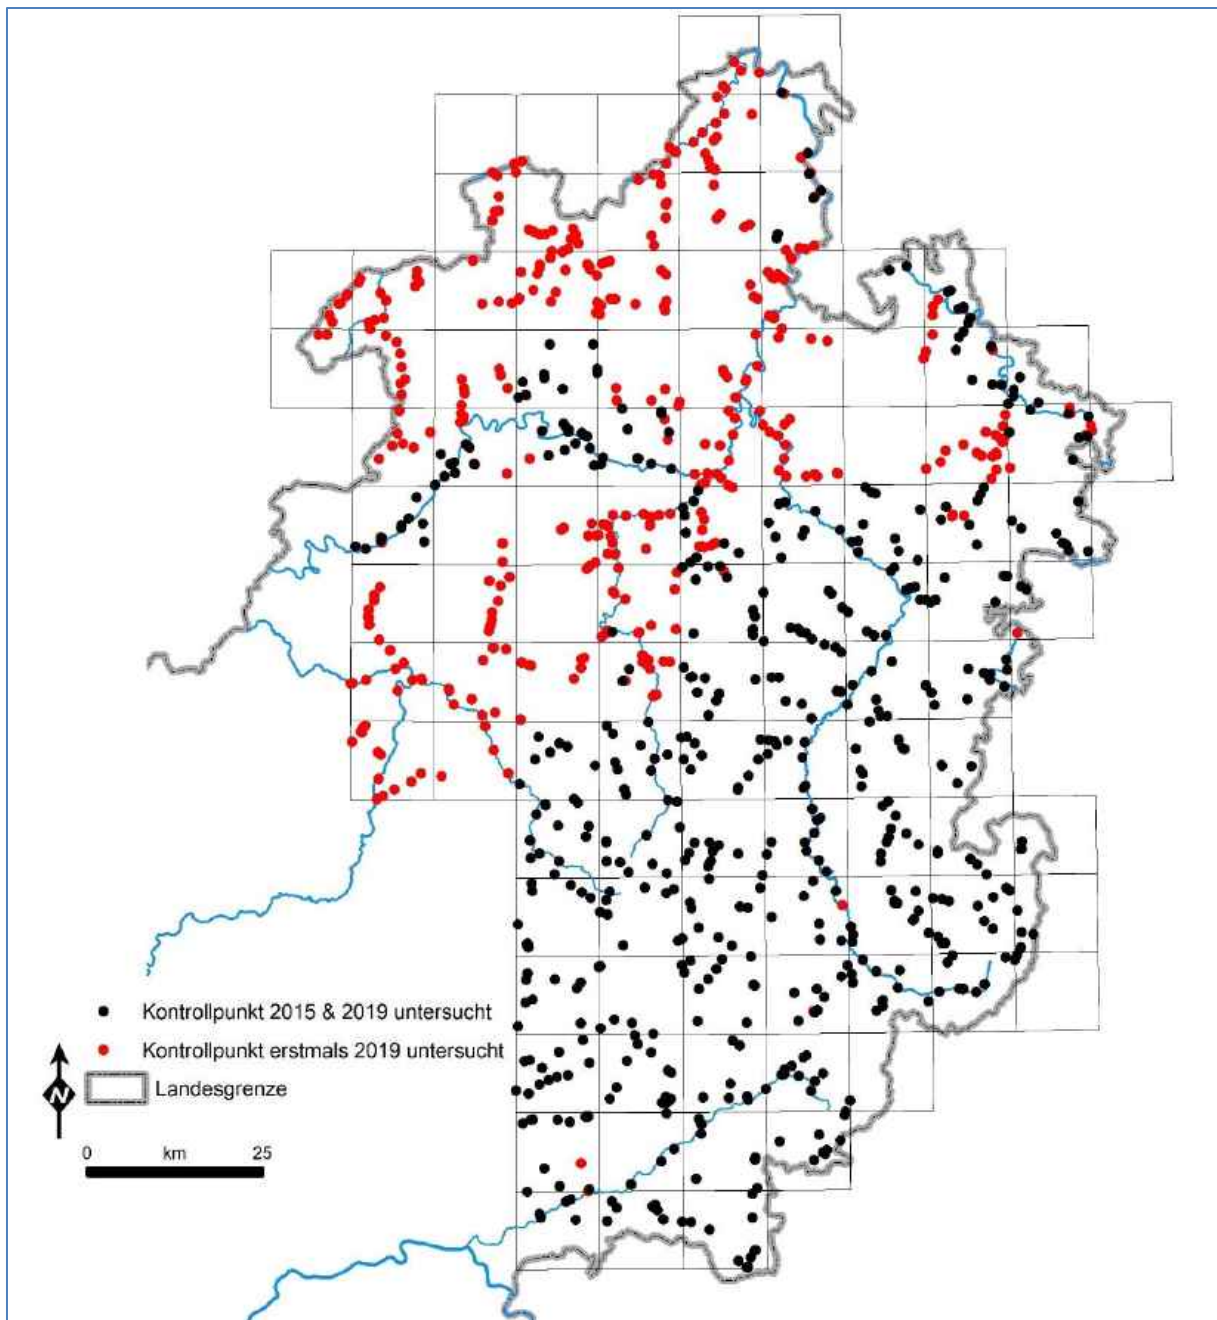 Kontrollpunkt 2015 & 2019 untersucht
Kontrollpunkt erstmals 2019 untersucht
Landesgrenze
N
0 km 25